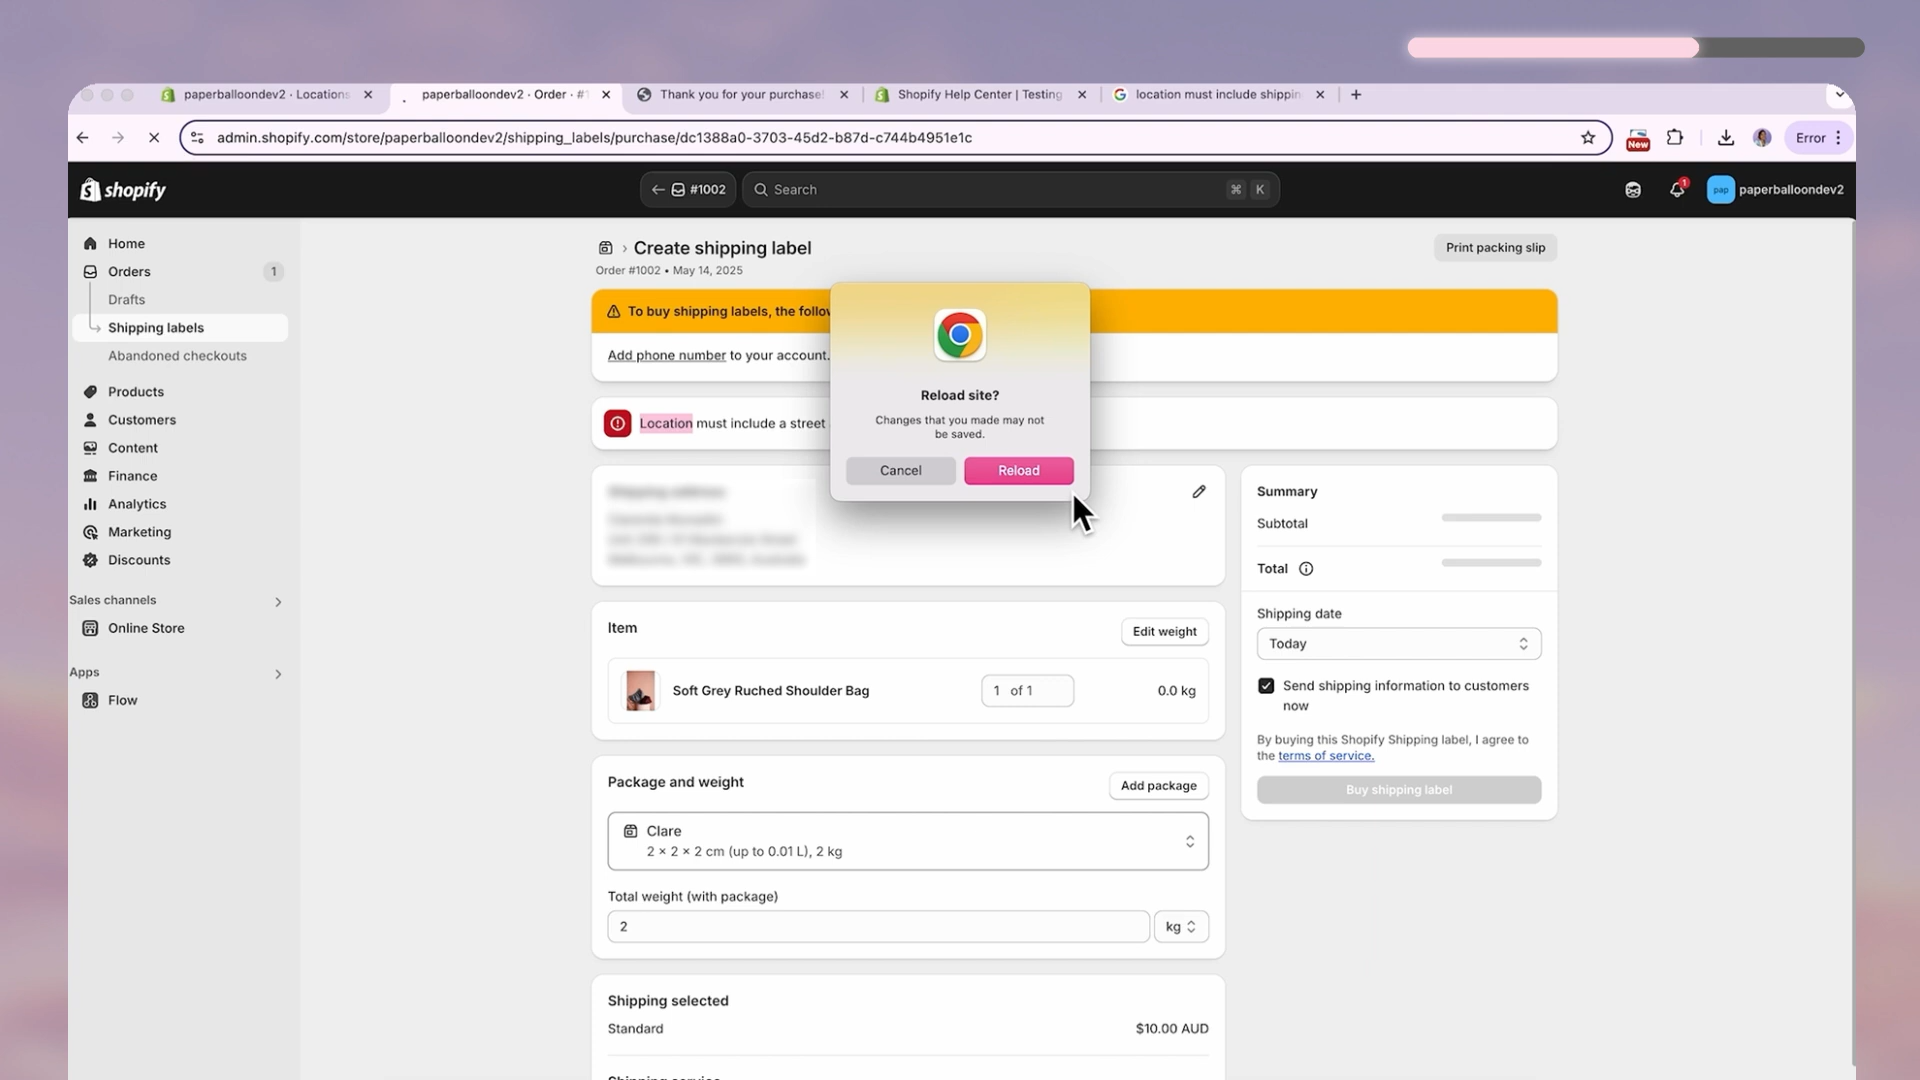 paperballoondev2 · Locations
paperballoondev2 · Order · #1
Thank you for your purchase!
Shopify Help Center | Testing
location must include shippin
admin.shopify.com/store/paperballoondev2/shipping_labels/purchase/dc1388a0-3703-45d2-b87d-c744b4951e1c
New
Error
shopify
#1002
Search
⌘ K
1
pap
paperballoondev2
Home
Orders
1
Drafts
Shipping labels
Abandoned checkouts
Products
Customers
Content
Finance
Analytics
Marketing
Discounts
Sales channels
Online Store
Apps
Flow
Create shipping label
Order #1002 • May 14, 2025
Print packing slip
To buy shipping labels, the follow
Add phone number to your account.
Location must include a street
Reload site?
Changes that you made may not
be saved.
Cancel
Reload
Item
Edit weight
Soft Grey Ruched Shoulder Bag
1 of 1
0.0 kg
Package and weight
Add package
Clare
2 × 2 × 2 cm (up to 0.01 L), 2 kg
Total weight (with package)
2
kg
Shipping selected
Standard
$10.00 AUD
Summary
Subtotal
Total
Shipping date
Today
Send shipping information to customers
now
By buying this Shopify Shipping label, I agree to
the terms of service.
Buy shipping label